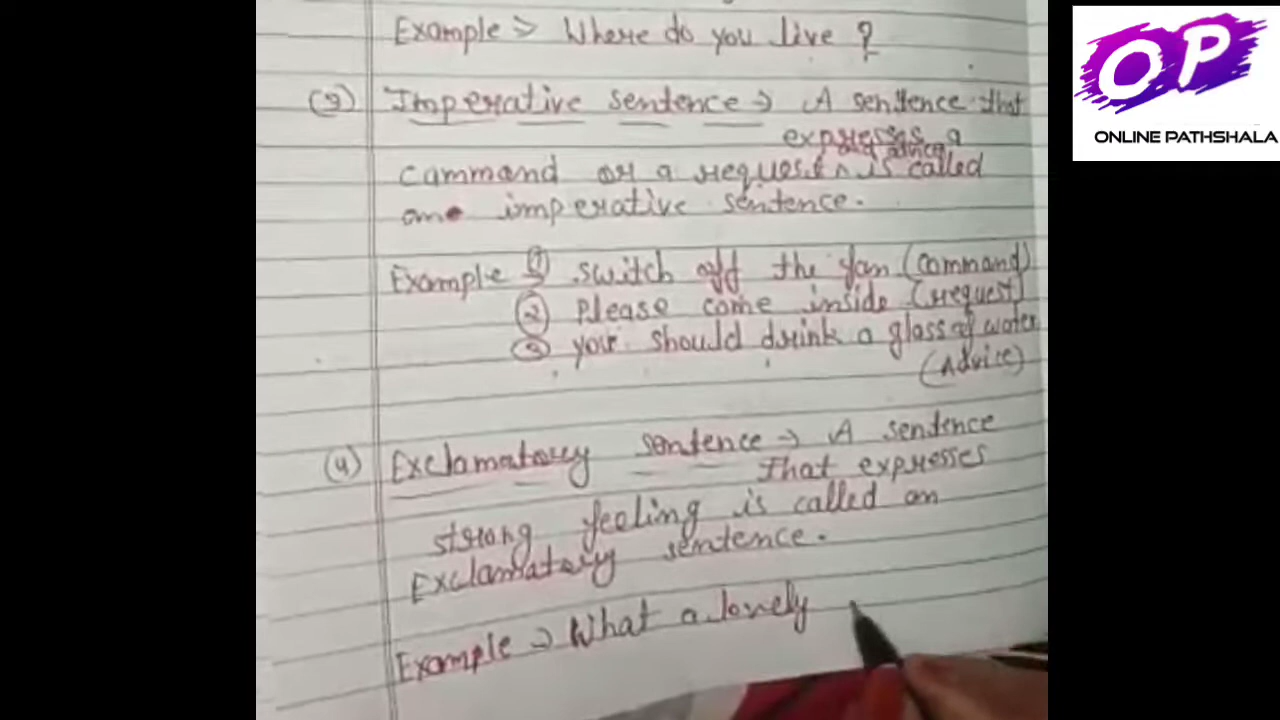 Example → Where do you live ?
OP
ONLINE PATHSHALA
(3) Imperative sentence → A sentence that
expresses a
and advice
command or a request ^ is called
an imperative sentence.
Example ① switch off the fan (command)
② Please come inside (request)
③ your should drink a glass of water
(Advice)
(4) Exclamatory sentence → A sentence
that expresses
strong feeling is called an
Exclamatory sentence.
Example → What a lovely